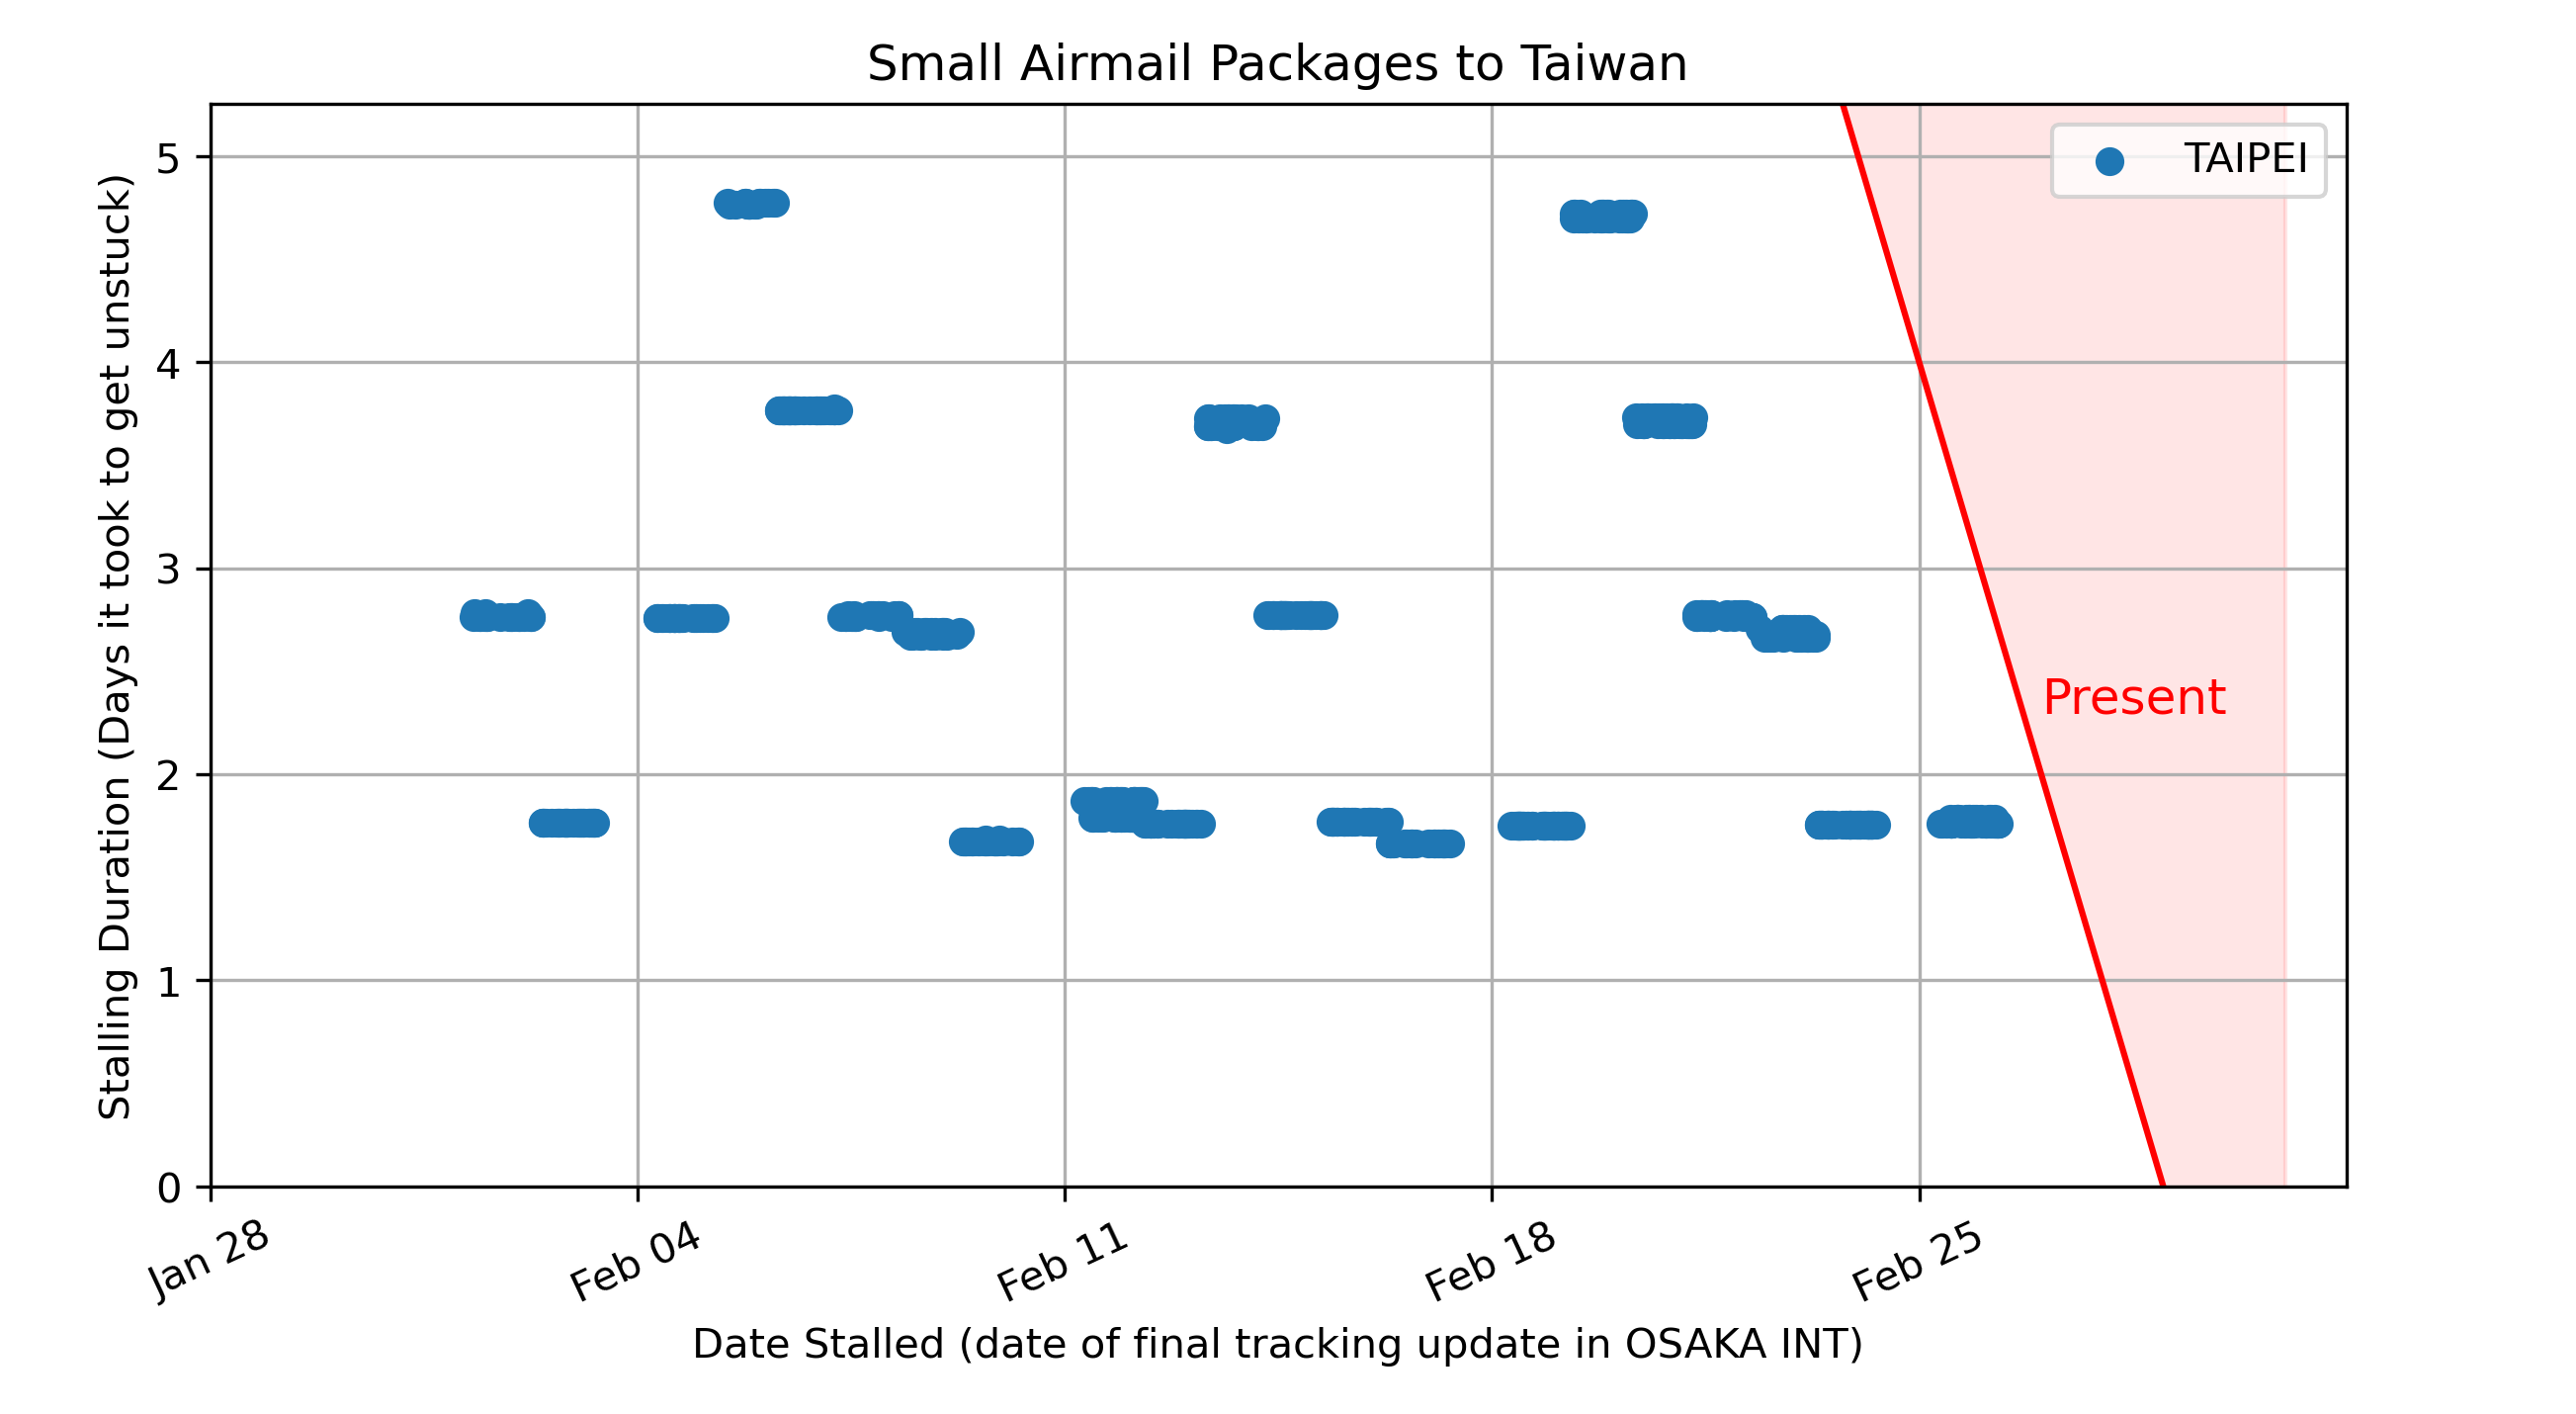 Small Airmail Packages to Taiwan
TAIPEI
Stalling Duration (Days it took to get unstuck)
5
4
3
2
1
0
Present
Jan 28
Feb 04
Feb 11
Feb 18
Feb 25
Date Stalled (date of final tracking update in OSAKA INT)